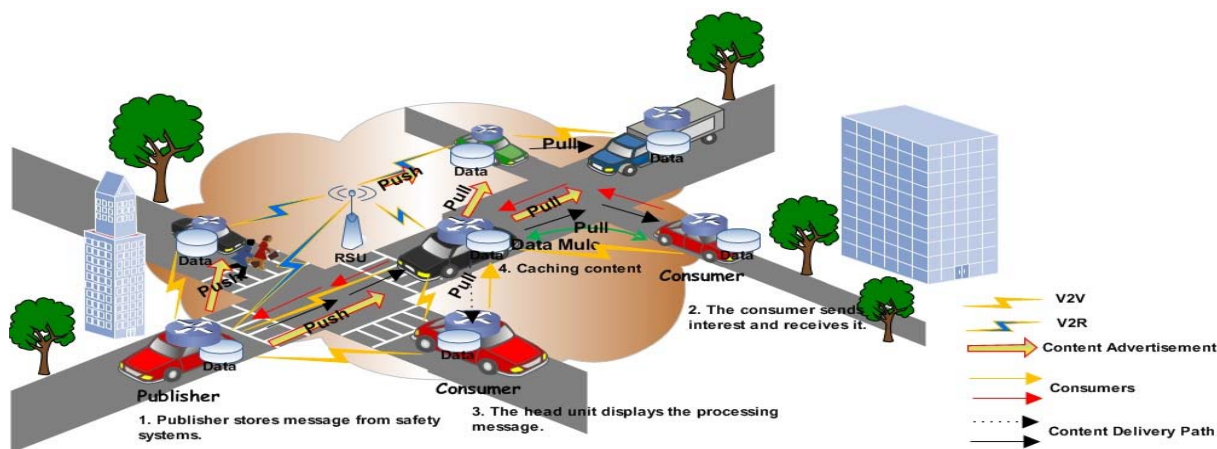 Pull
Data
Data
Push
Pull
Pull
Data
Pull
RSU
Data Mule
Data
Data
Push
4. Caching content
Consumer
Pull
2. The consumer sends
interest and receives it.
V2V
V2R
Push
Data
Data
Content Advertisement
Publisher
Consumer
Consumers
1. Publisher stores message from safety
systems.
3. The head unit displays the processing
message.
Content Delivery Path